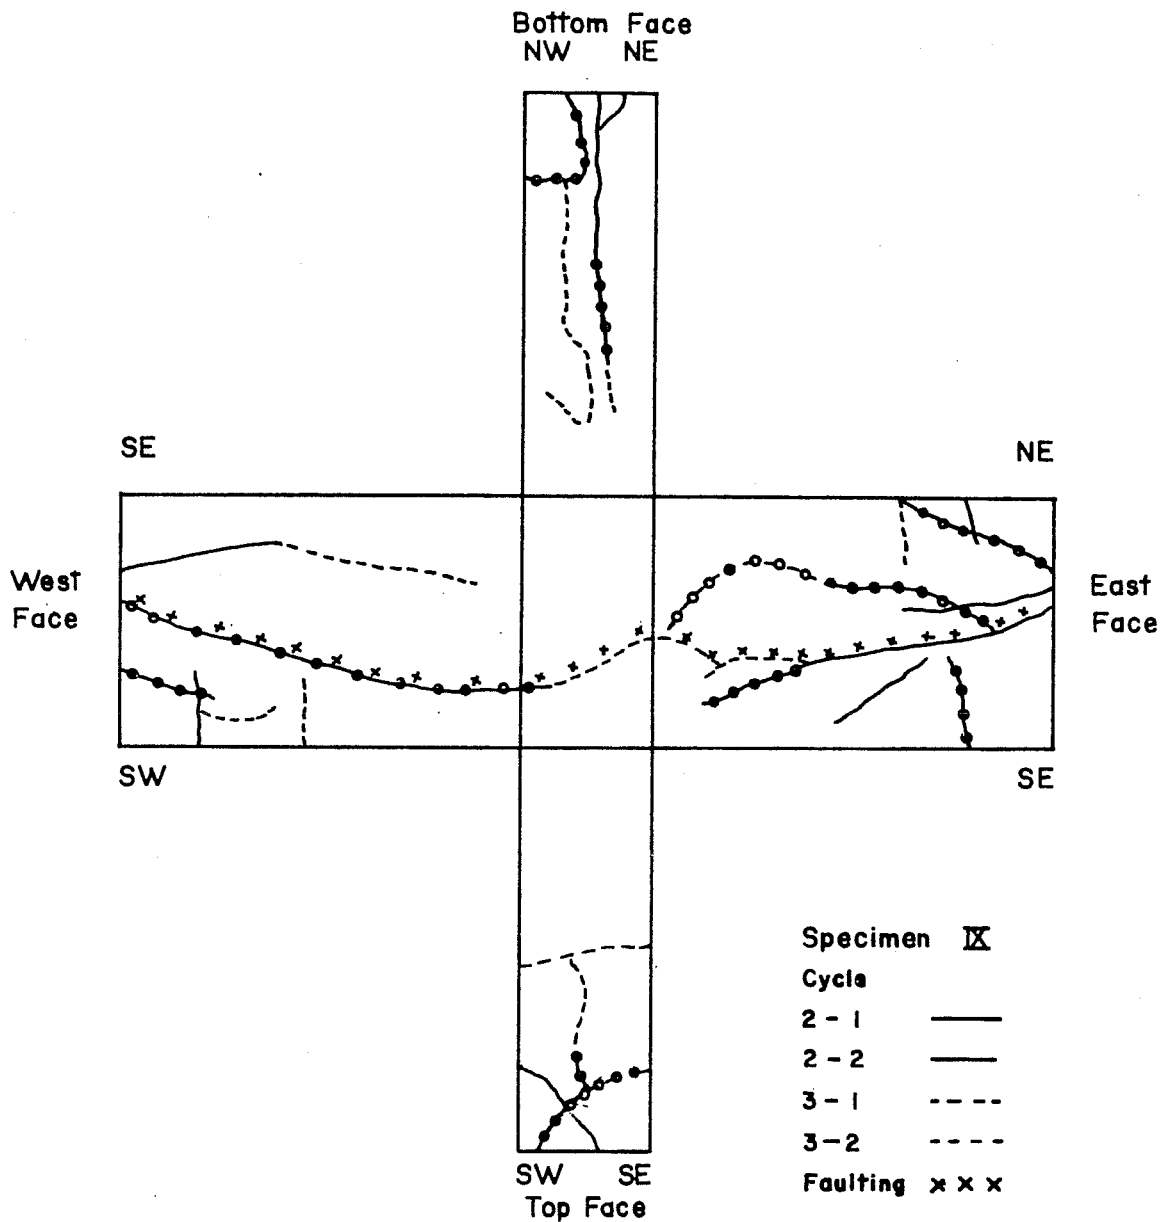 Bottom Face
NW NE
SE
NE
West
Face
East
Face
SW
SE
Specimen IX
Cycle
2 - 1
2 - 2
3 - 1
3 - 2
Faulting x x x
SW SE
Top Face